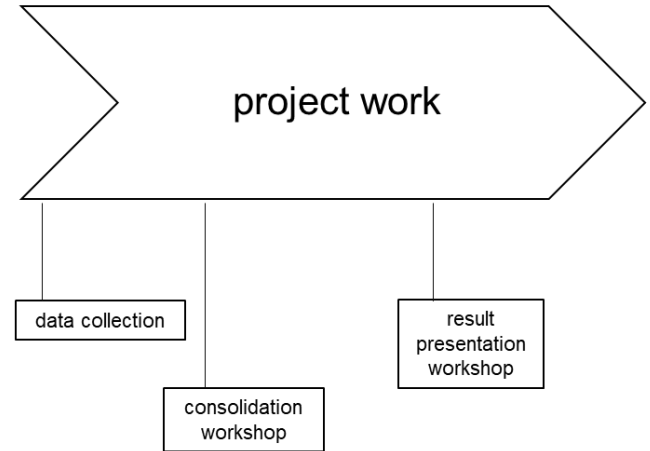 project work
data collection
consolidation
workshop
result
presentation
workshop